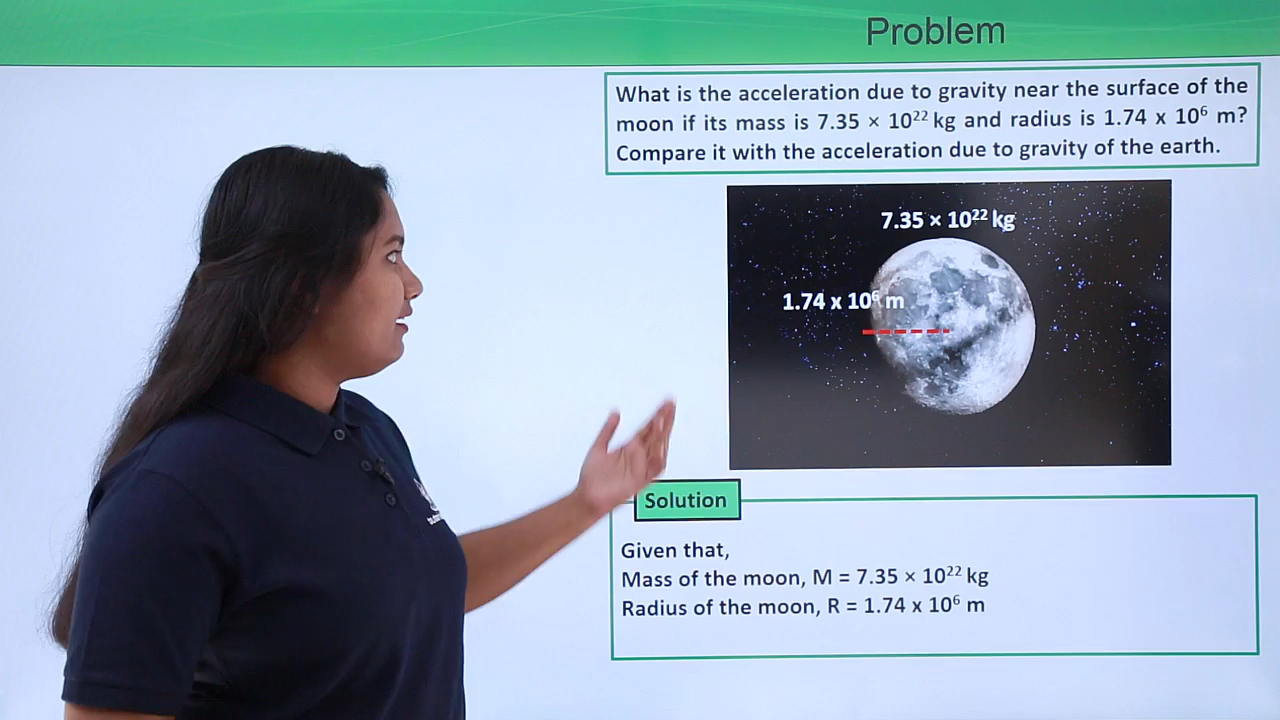 Problem
What is the acceleration due to gravity near the surface of the
moon if its mass is 7.35 × 10²² kg and radius is 1.74 x 10⁶ m?
Compare it with the acceleration due to gravity of the earth.
7.35 × 10²² kg
1.74 x 10⁶ m
Solution
Given that,
Mass of the moon, M = 7.35 × 10²² kg
Radius of the moon, R = 1.74 x 10⁶ m